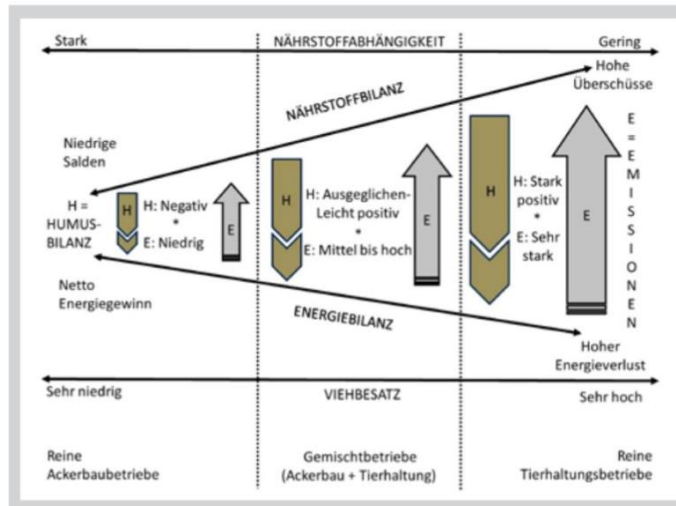 Stark NÄHRSTOFFABHÄNGIGKEIT Gering
Hohe
Überschüsse
NÄHRSTOFFBILANZ
Niedrige
Salden
H =
HUMUS-
BILANZ
H
H: Negativ
*
E: Niedrig
E
H
H: Ausgeglichen-
Leicht positiv
*
E: Mittel bis hoch
E
H
H: Stark
positiv
*
E: Sehr
stark
E
E
=
E
M
I
S
S
I
O
N
E
N
Netto
Energiegewinn
ENERGIEBILANZ
Hoher
Energieverlust
Sehr niedrig VIEHBESATZ Sehr hoch
Reine
Ackerbaubetriebe
Gemischtbetriebe
(Ackerbau + Tierhaltung)
Reine
Tierhaltungsbetriebe